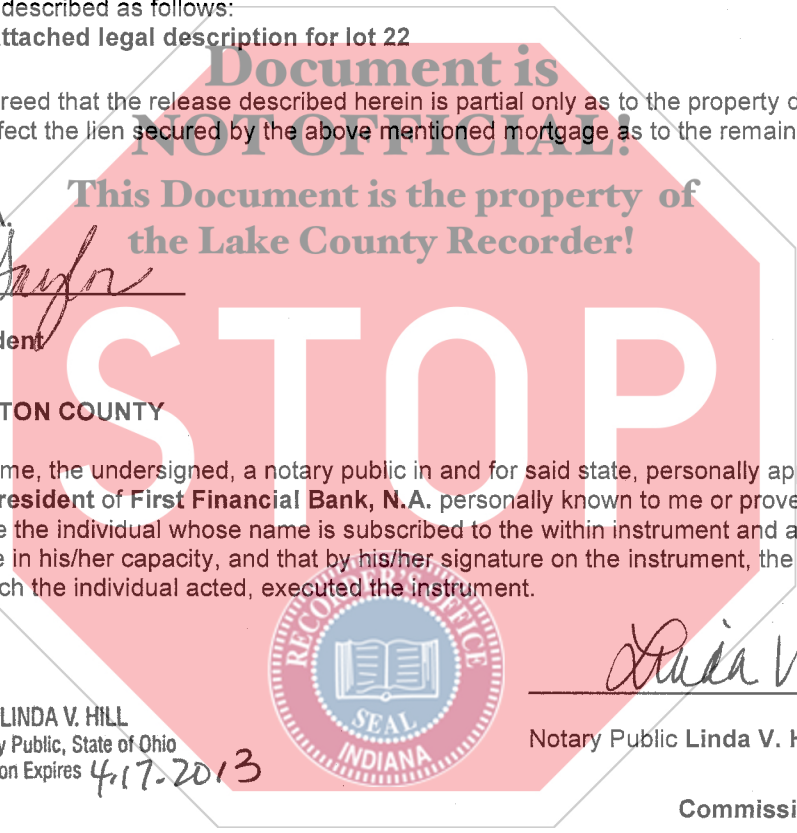 described as follows:
ttached legal description for lot 22
Document is
reed that the release described herein is partial only as to the property
fect the lien secured by the above mentioned mortgage as to the remain
NOT OFFICIAL!
This Document is the property of
the Lake County Recorder!
A.
Taylor
dent
STOP
TON COUNTY
me, the undersigned, a notary public in and for said state, personally ap
resident of First Financial Bank, N.A. personally known to me or prove
e the individual whose name is subscribed to the within instrument and a
e in his/her capacity, and that by his/her signature on the instrument, the
ch the individual acted, executed the instrument.
RECORDER'S OFFICE
SEAL
INDIANA
Linda V
LINDA V. HILL
y Public, State of Ohio
on Expires 4.17.2013
Notary Public Linda V. H
Commissi